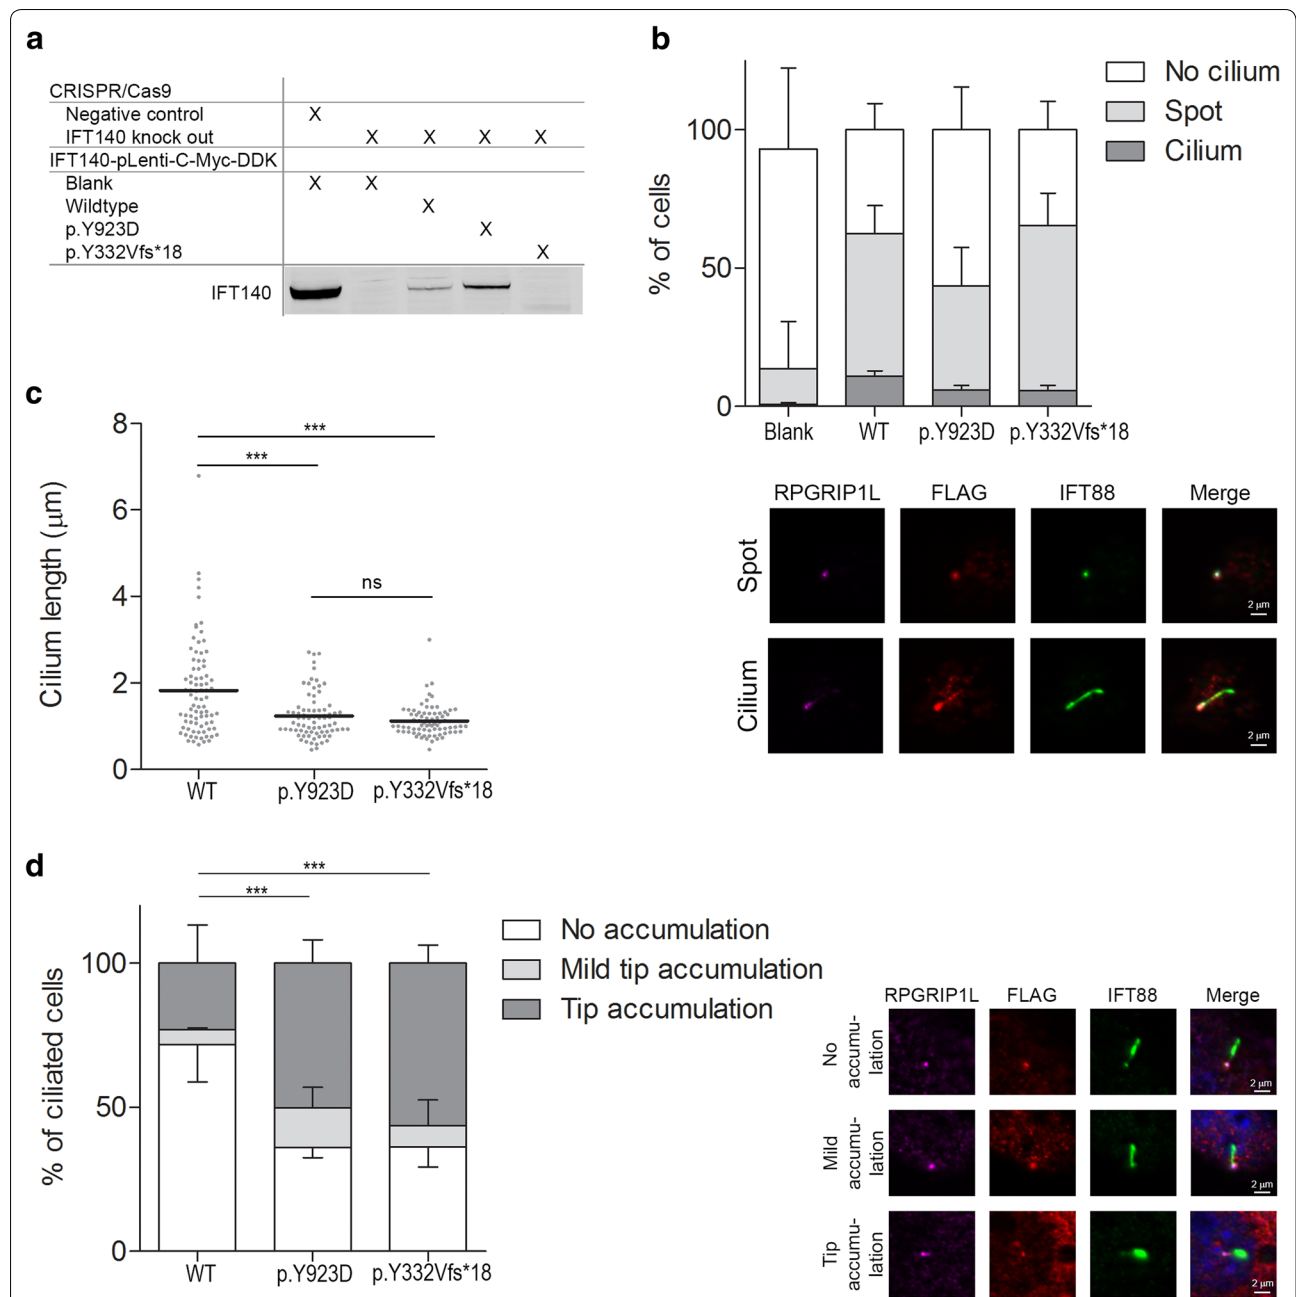 a
CRISPR/Cas9
Negative control X
IFT140 knock out X X X X
IFT140-pLenti-C-Myc-DDK
Blank X X
Wildtype X
p.Y923D X
p.Y332Vfs*18 X
IFT140
b
% of cells
100
50
0
Blank WT p.Y923D p.Y332Vfs*18
No cilium
Spot
Cilium
RPGRIP1L FLAG IFT88 Merge
Spot
2 µm
Cilium
2 µm
c
Cilium length (µm)
8
6
4
2
0
***
***
ns
WT p.Y923D p.Y332Vfs*18
d
% of ciliated cells
100
50
0
***
***
WT p.Y923D p.Y332Vfs*18
No accumulation
Mild tip accumulation
Tip accumulation
RPGRIP1L FLAG IFT88 Merge
No
accumu-
lation
2 µm
Mild
accumu-
lation
2 µm
Tip
accumu-
lation
2 µm